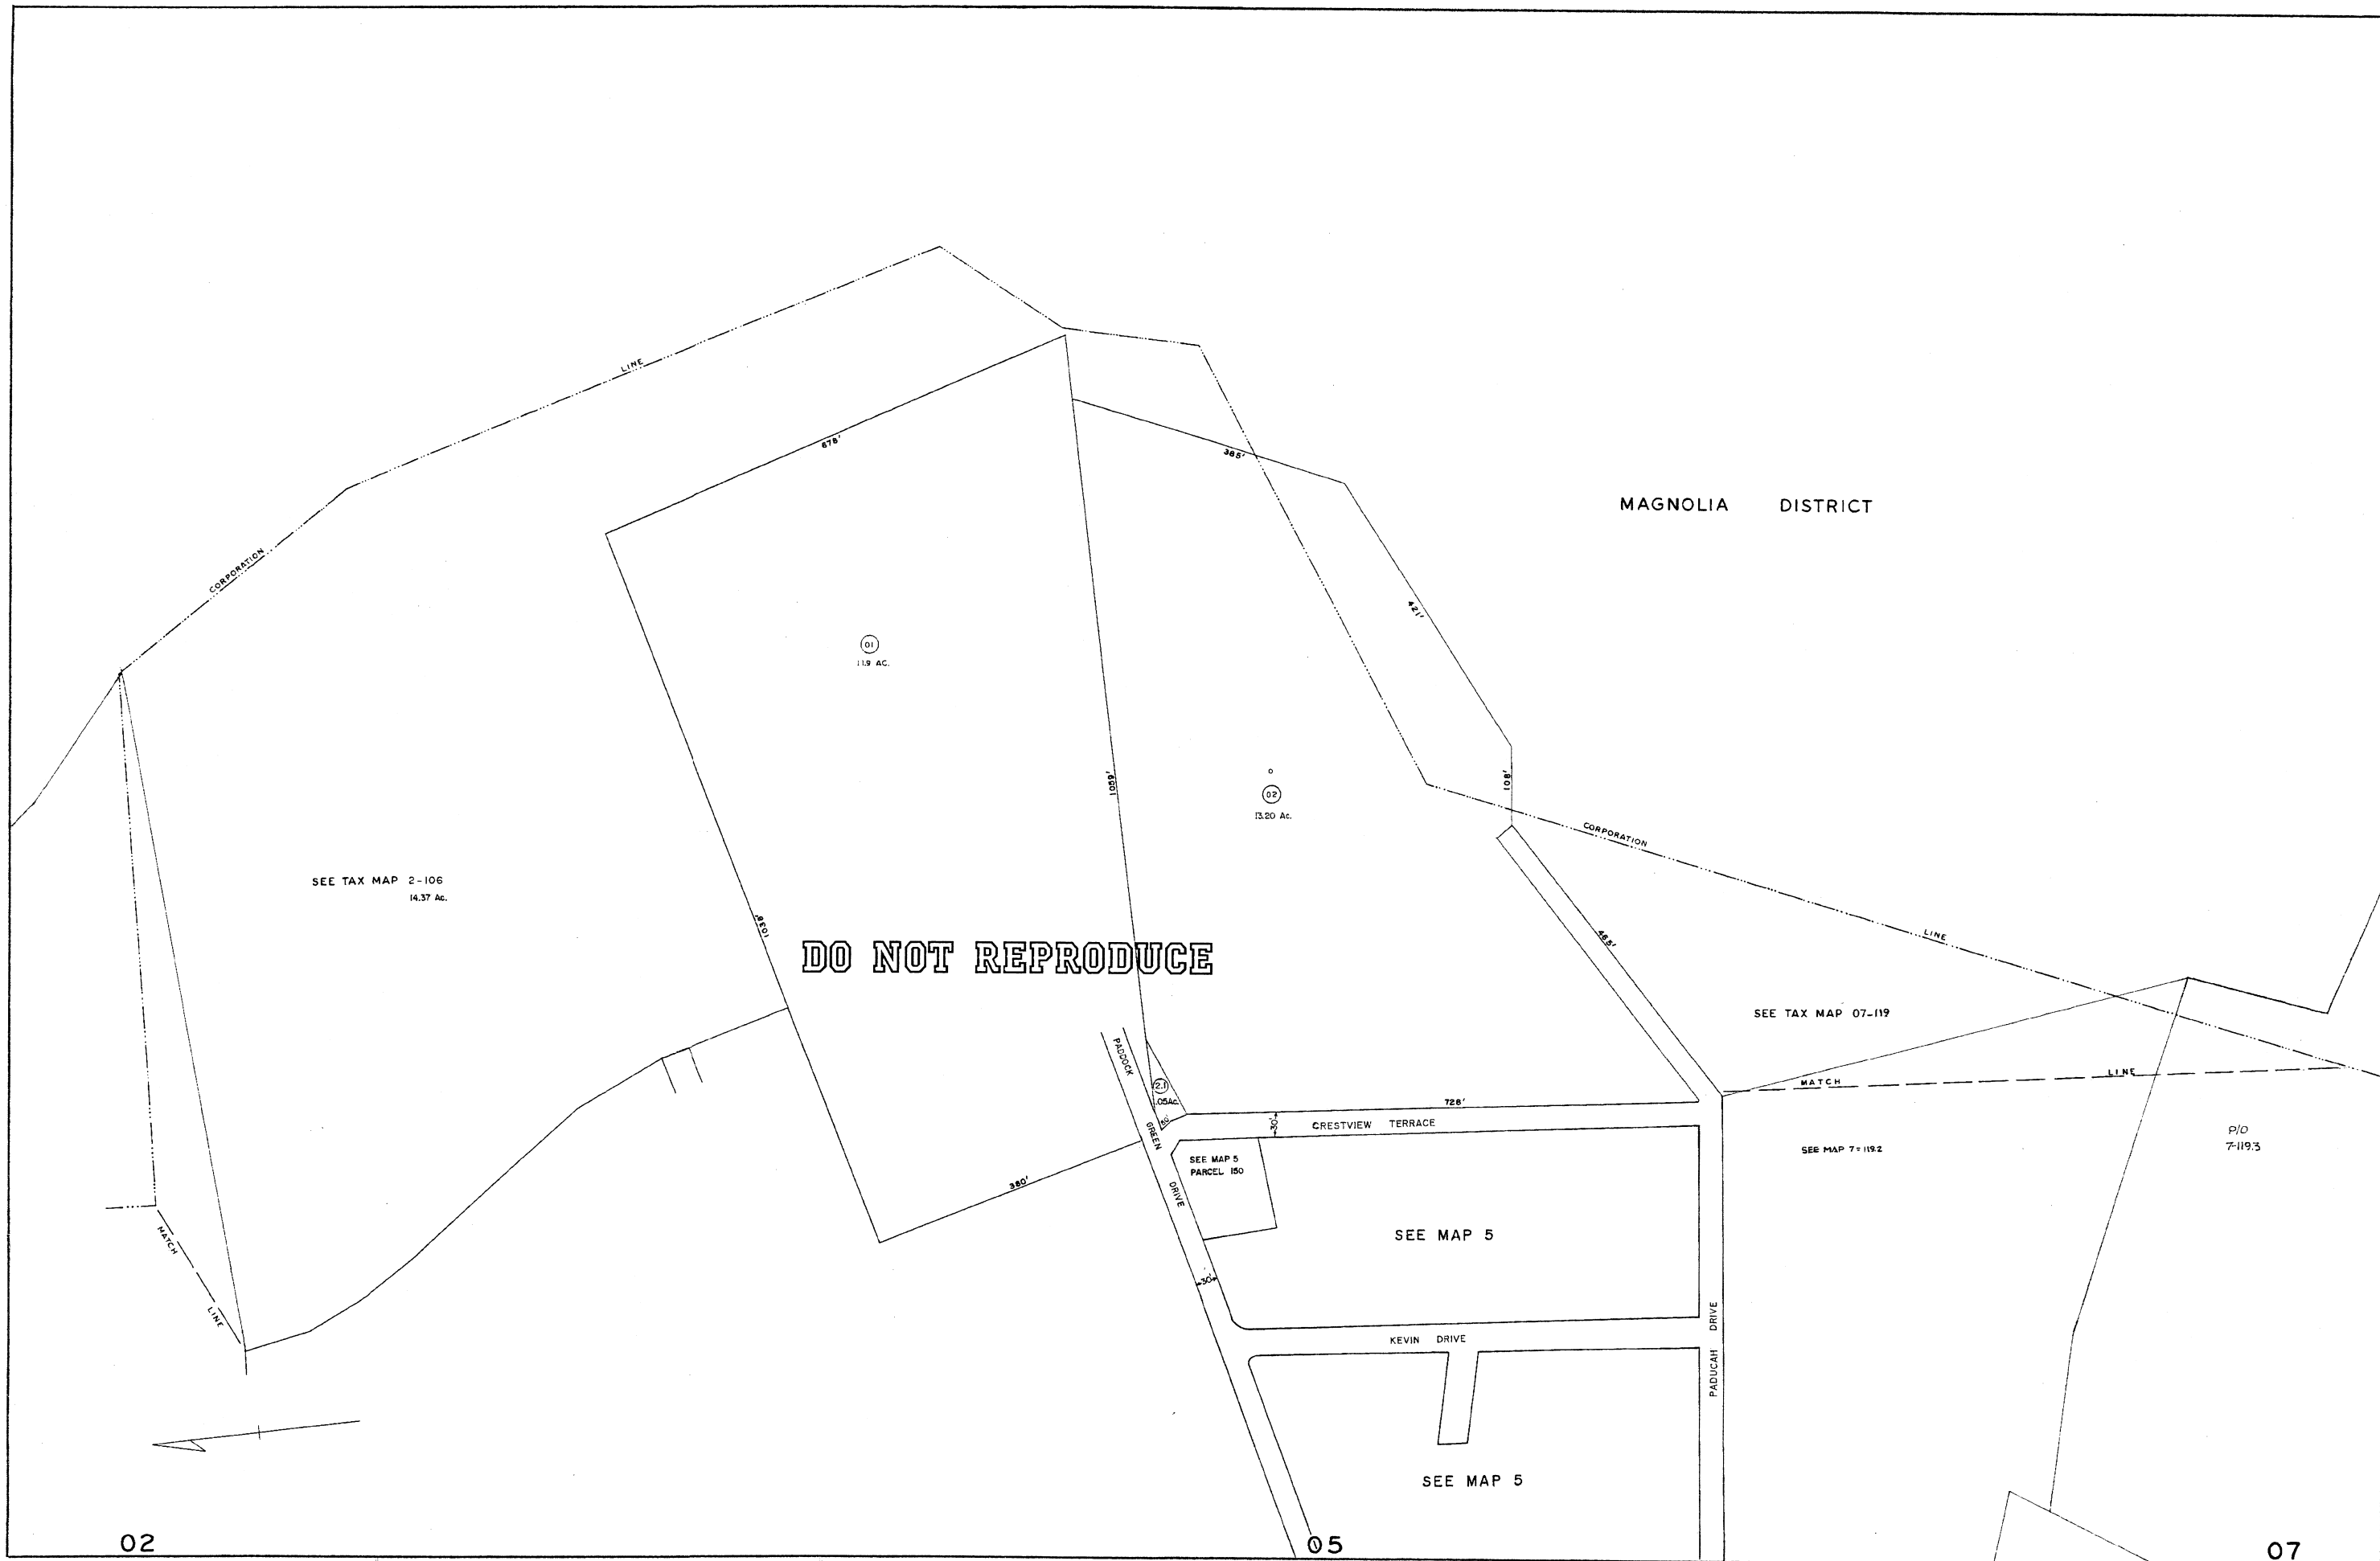 LINE
678'
385'
MAGNOLIA DISTRICT
CORPORATION
421'
01
11.9 AC.
1059'
108'
02
13.20 Ac.
CORPORATION
SEE TAX MAP 2-106
14.37 Ac.
1038'
465'
LINE
DO NOT REPRODUCE
SEE TAX MAP 07-119
PADDOCK
GREEN
DRIVE
2.1
.05Ac.
50'
728'
30'
CRESTVIEW TERRACE
MATCH
LINE
SEE MAP 7-119.2
P/O
7-119.3
SEE MAP 5
PARCEL 150
380'
SEE MAP 5
MATCH
LINE
30'
KEVIN DRIVE
PADUCAH DRIVE
SEE MAP 5
02
05
07